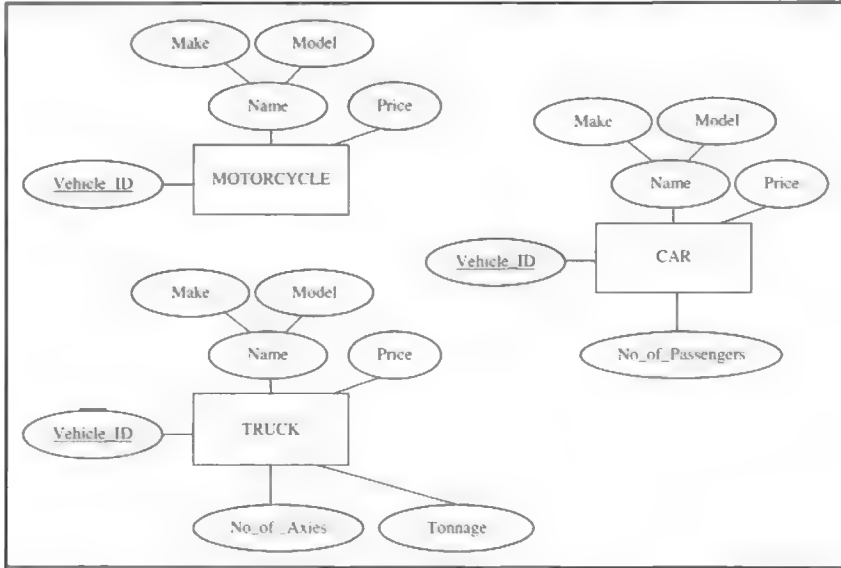 Make
Model
Name
Price
Vehicle_ID
MOTORCYCLE
Make
Model
Name
Price
Vehicle_ID
CAR
No_of_Passengers
Make
Model
Name
Price
Vehicle_ID
TRUCK
No_of_Axies
Tonnage